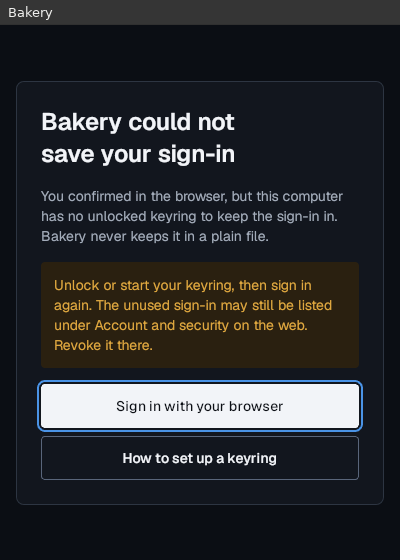 Bakery
Bakery could not
save your sign-in
You confirmed in the browser, but this computer
has no unlocked keyring to keep the sign-in in.
Bakery never keeps it in a plain file.
Unlock or start your keyring, then sign in
again. The unused sign-in may still be listed
under Account and security on the web.
Revoke it there.
Sign in with your browser
How to set up a keyring